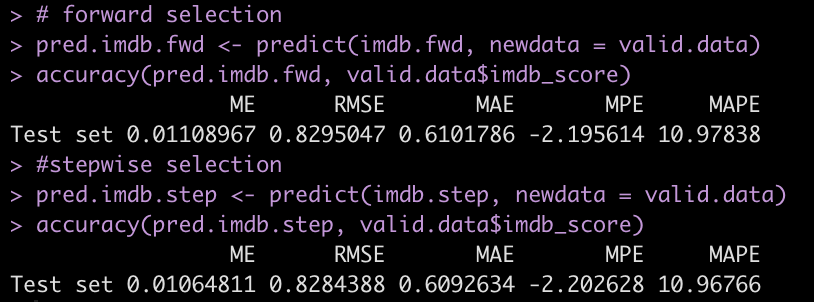 > # forward selection
> pred.imdb.fwd <- predict(imdb.fwd, newdata = valid.data)
> accuracy(pred.imdb.fwd, valid.data$imdb_score)
                 ME      RMSE       MAE       MPE     MAPE
Test set 0.01108967 0.8295047 0.6101786 -2.195614 10.97838
> #stepwise selection
> pred.imdb.step <- predict(imdb.step, newdata = valid.data)
> accuracy(pred.imdb.step, valid.data$imdb_score)
                 ME      RMSE       MAE       MPE     MAPE
Test set 0.01064811 0.8284388 0.6092634 -2.202628 10.96766